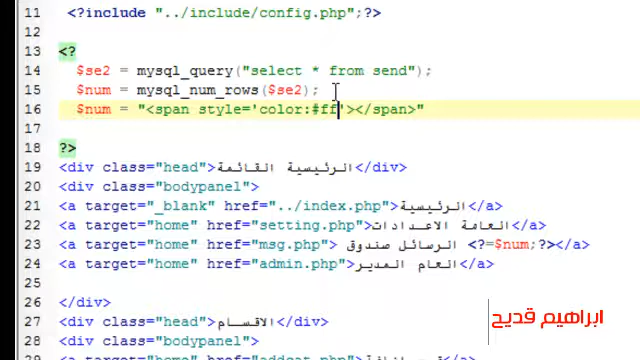 11 <?include "../include/config.php";?>
12
13 <?
14 $se2 = mysql_query("select * from send");
15 $num = mysql_num_rows($se2);
16 $num = "<span style='color:#ff'></span>"
17
18 ?>
19 <div class="head">الرئيسية القائمة</div>
20 <div class="bodypanel">
21 <a target="_blank" href="../index.php">الرئيسية</a>
22 <a target="home" href="setting.php">العامة الاعدادات</a>
23 <a target="home" href="msg.php">الرسائل صندوق <?=$num;?></a>
24 <a target="home" href="admin.php">العام المدير</a>
25
26 </div>
27 <div class="head">الاقسام</div>
28 <div class="bodypanel">
ابراهيم قديح